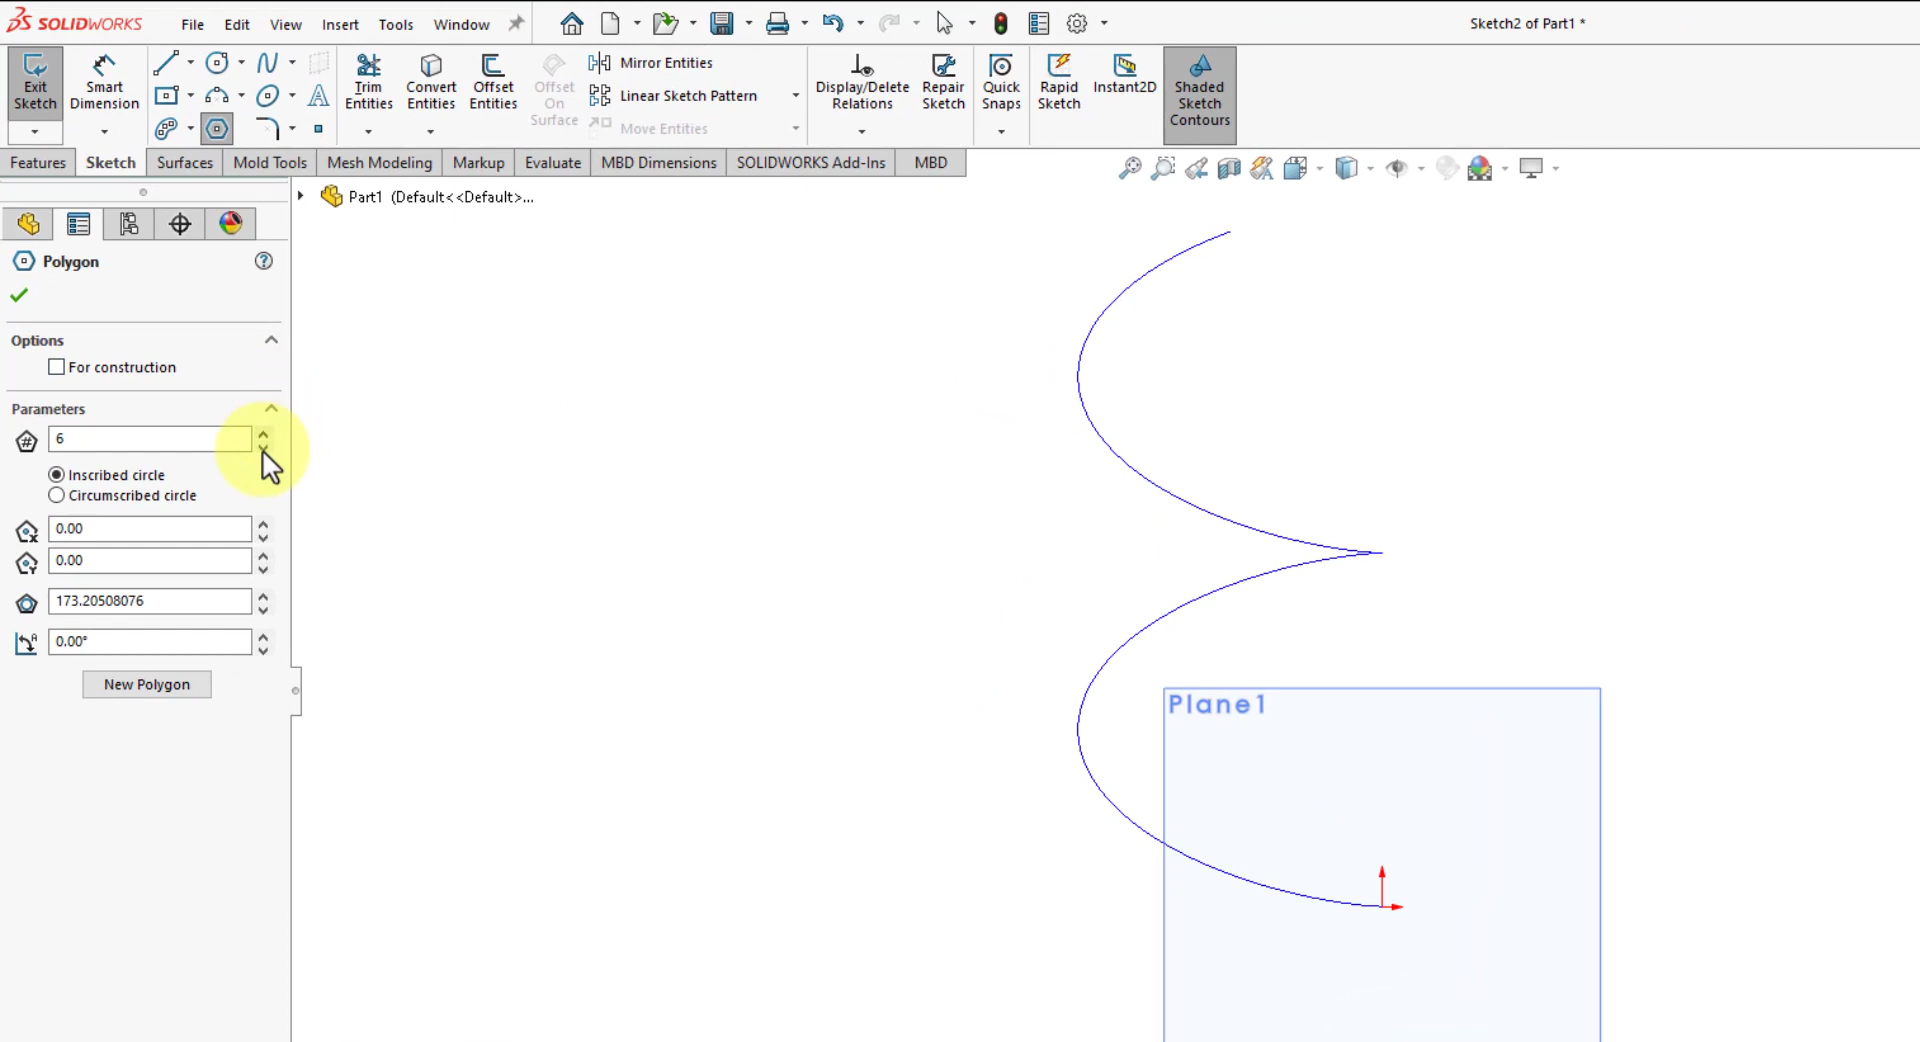 SOLIDWORKS File Edit View Insert Tools Window Sketch2 of Part1 *
Exit Sketch
Smart Dimension
Trim Entities
Convert Entities
Offset Entities
Offset On Surface
Mirror Entities
Linear Sketch Pattern
Move Entities
Display/Delete Relations
Repair Sketch
Quick Snaps
Rapid Sketch
Instant2D
Shaded Sketch Contours
Features Sketch Surfaces Mold Tools Mesh Modeling Markup Evaluate MBD Dimensions SOLIDWORKS Add-Ins MBD
Part1 (Default<<Default>...
Polygon
Options
For construction
Parameters
6
Inscribed circle
Circumscribed circle
0.00
0.00
173.20508076
0.00°
New Polygon
Plane1